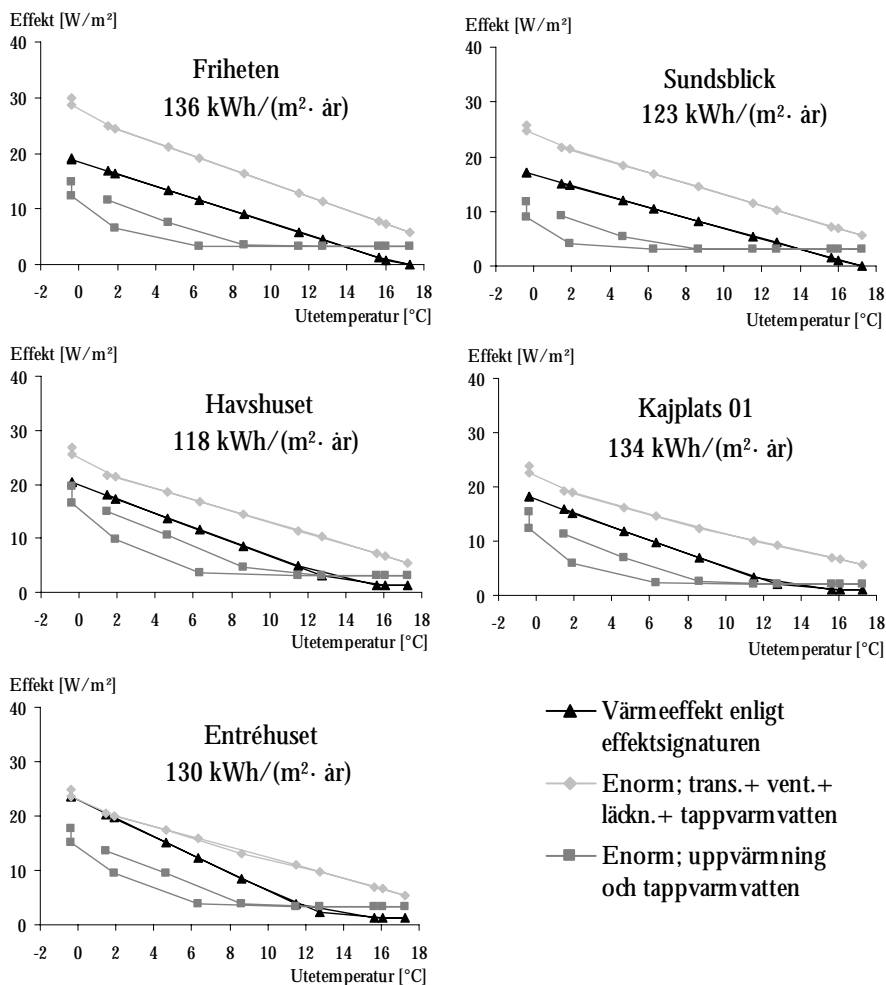 Effekt [W/m²]
Friheten
136 kWh/(m²· år)
40
30
20
10
0
-2 0 2 4 6 8 10 12 14 16 18
Utetemperatur [°C]
Effekt [W/m²]
Sundsblick
123 kWh/(m²· år)
40
30
20
10
0
-2 0 2 4 6 8 10 12 14 16 18
Utetemperatur [°C]
Effekt [W/m²]
Havshuset
118 kWh/(m²· år)
40
30
20
10
0
-2 0 2 4 6 8 10 12 14 16 18
Utetemperatur [°C]
Effekt [W/m²]
Kajplats 01
134 kWh/(m²· år)
40
30
20
10
0
-2 0 2 4 6 8 10 12 14 16 18
Utetemperatur [°C]
Effekt [W/m²]
Entréhuset
130 kWh/(m²· år)
40
30
20
10
0
-2 0 2 4 6 8 10 12 14 16 18
Utetemperatur [°C]
Värmeeffekt enligt
effektsignaturen
Enorm; trans.+ vent.+
läckn.+ tappvarmvatten
Enorm; uppvärmning
och tappvarmvatten